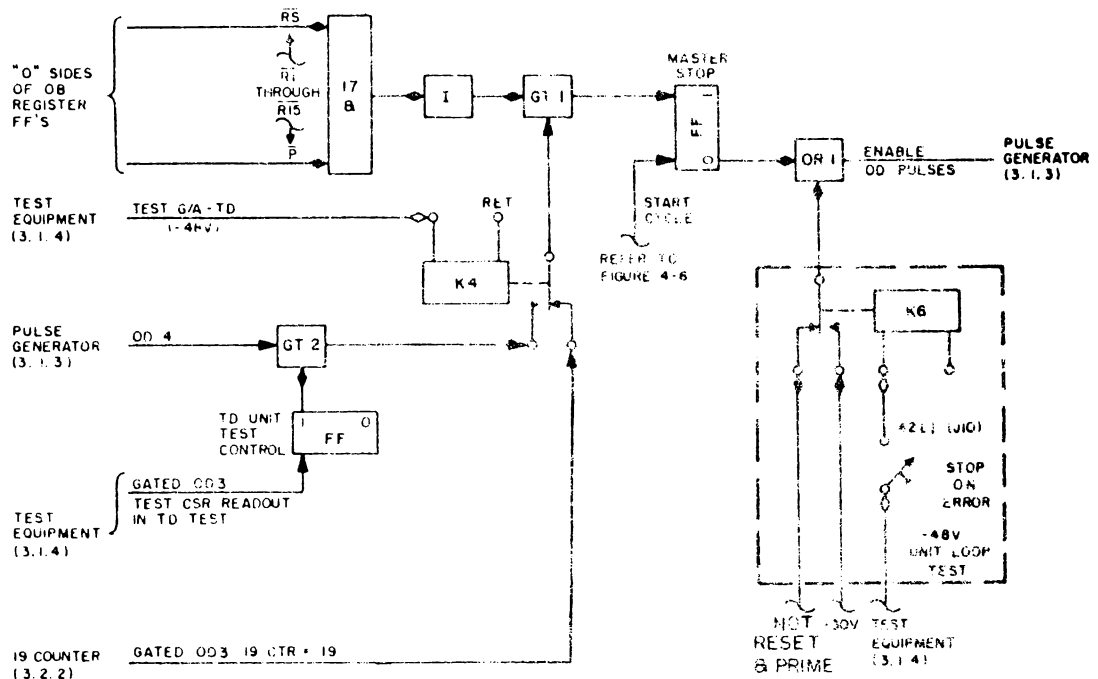 "0" SIDES
OF OB
REGISTER
FF'S
RS
R1
THROUGH
R15
P
17
&
I
GT 1
MASTER
STOP
FF
1
0
START
CYCLE
REFER TO
FIGURE 4-6
OR 1
ENABLE
OD PULSES
PULSE
GENERATOR
(3.1.3)
TEST
EQUIPMENT
(3.1.4)
TEST G/A-TD
(-48V)
RET
K4
PULSE
GENERATOR
(3.1.3)
OD 4
GT 2
TD UNIT
TEST
CONTROL
1 0
FF
TEST
EQUIPMENT
(3.1.4)
GATED OD3
TEST CSR READOUT
IN TD TEST
19 COUNTER
(3.2.2)
GATED OD3 19 CTR = 19
K6
(J10)
STOP
ON
ERROR
-48V
UNIT LOOP
TEST
NOT
RESET
& PRIME
-30V
TEST
EQUIPMENT
(3.1.4)